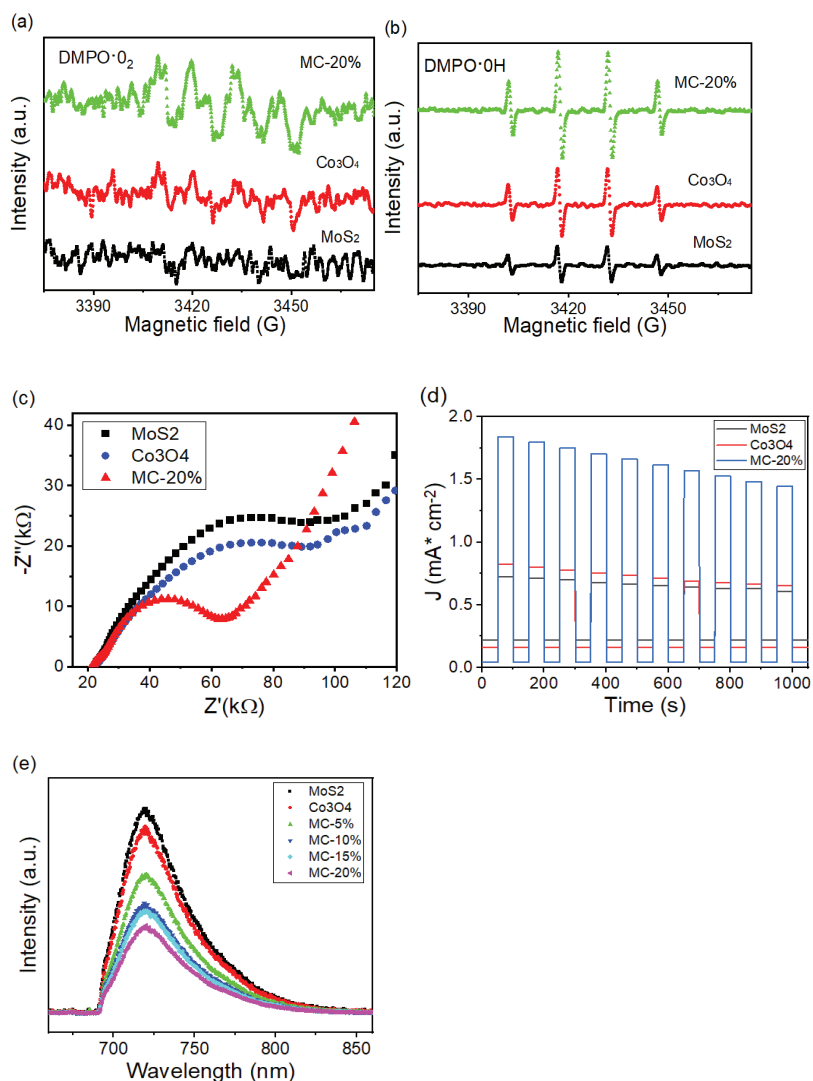 (a)
DMPO·0₂
MC-20%
Co3O4
MoS2
Intensity (a.u.)
3390
3420
3450
Magnetic field (G)
(b)
DMPO·0H
MC-20%
Co3O4
MoS2
Intensity (a.u.)
3390
3420
3450
Magnetic field (G)
(c)
40
30
20
10
0
-Z"(kΩ)
MoS2
Co3O4
MC-20%
20
40
60
80
100
120
Z'(kΩ)
(d)
2.0
1.5
1.0
0.5
0.0
J (mA* cm-2)
MoS2
Co3O4
MC-20%
0
200
400
600
800
1000
Time (s)
(e)
Intensity (a.u.)
MoS2
Co3O4
MC-5%
MC-10%
MC-15%
MC-20%
700
750
800
850
Wavelength (nm)